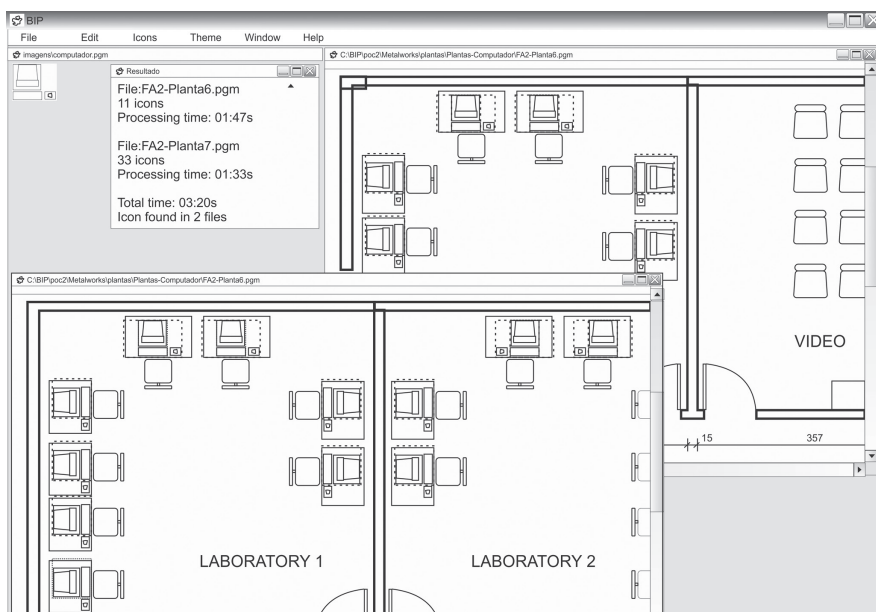 BIP
File Edit Icons Theme Window Help
imagens\computador.pgm
C:\BIP\poc2\Metalworks\plantas\Plantas-Computador\FA2-Planta6.pgm
Resultado
File:FA2-Planta6.pgm
11 icons
Processing time: 01:47s
File:FA2-Planta7.pgm
33 icons
Processing time: 01:33s
Total time: 03:20s
Icon found in 2 files
VIDEO
15 357
C:\BIP\poc2\Metalworks\plantas\Plantas-Computador\FA2-Planta6.pgm
LABORATORY 1 LABORATORY 2